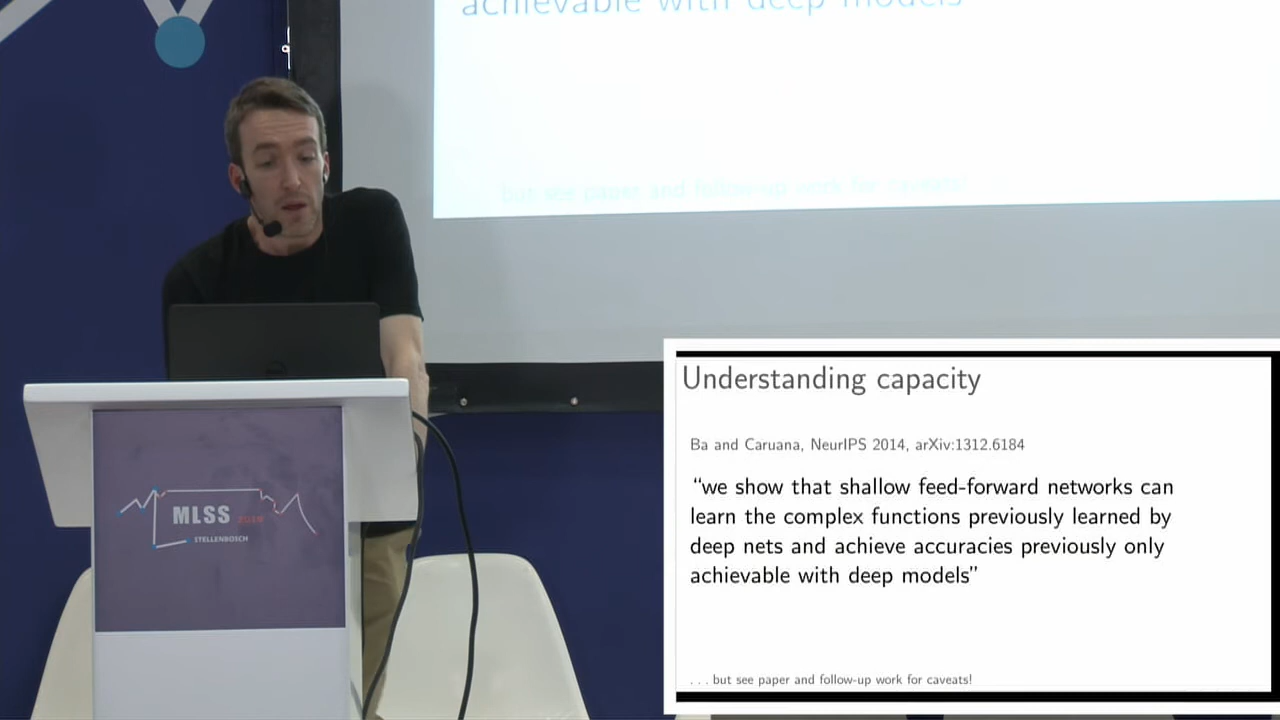 achievable with deep models
but see paper and follow-up work for caveats!
MLSS 2019
STELLENBOSCH
Understanding capacity
Ba and Caruana, NeurIPS 2014, arXiv:1312.6184
“we show that shallow feed-forward networks can
learn the complex functions previously learned by
deep nets and achieve accuracies previously only
achievable with deep models”
. . . but see paper and follow-up work for caveats!